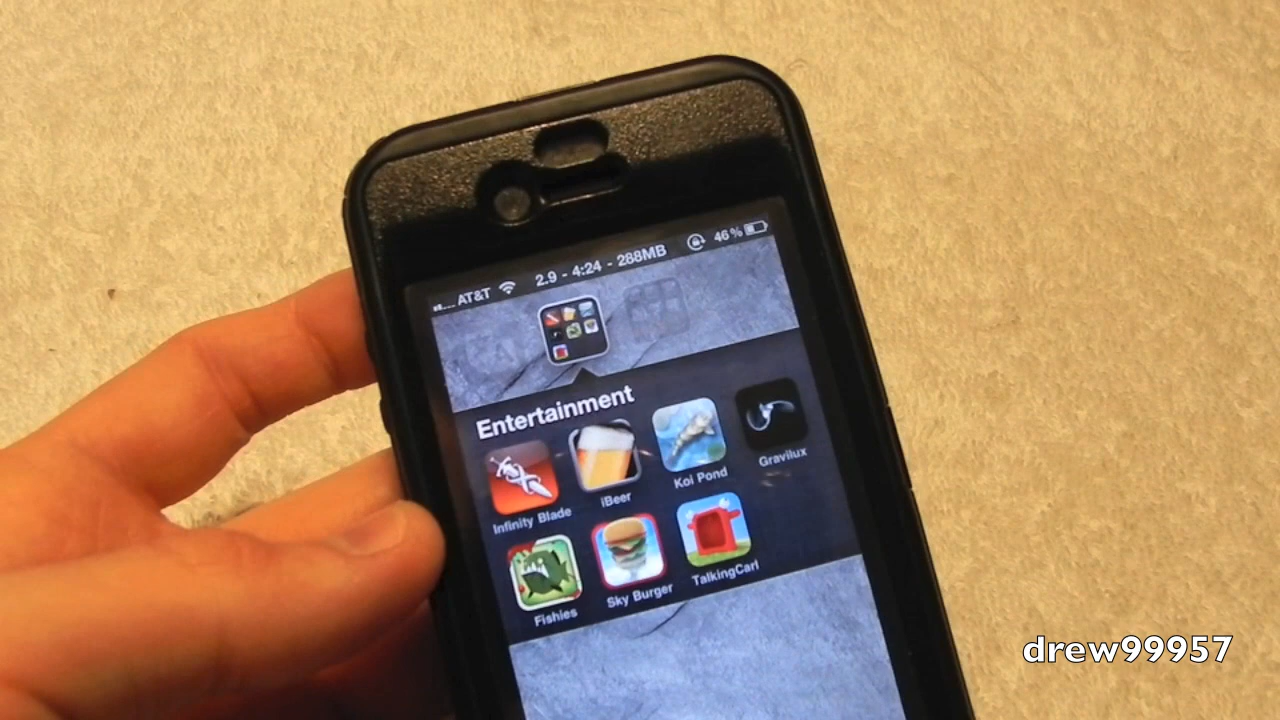 AT&T 2.9 - 4:24 - 288MB 46%
Entertainment
Infinity Blade iBeer Koi Pond Gravilux
Fishies Sky Burger TalkingCarl
drew99957